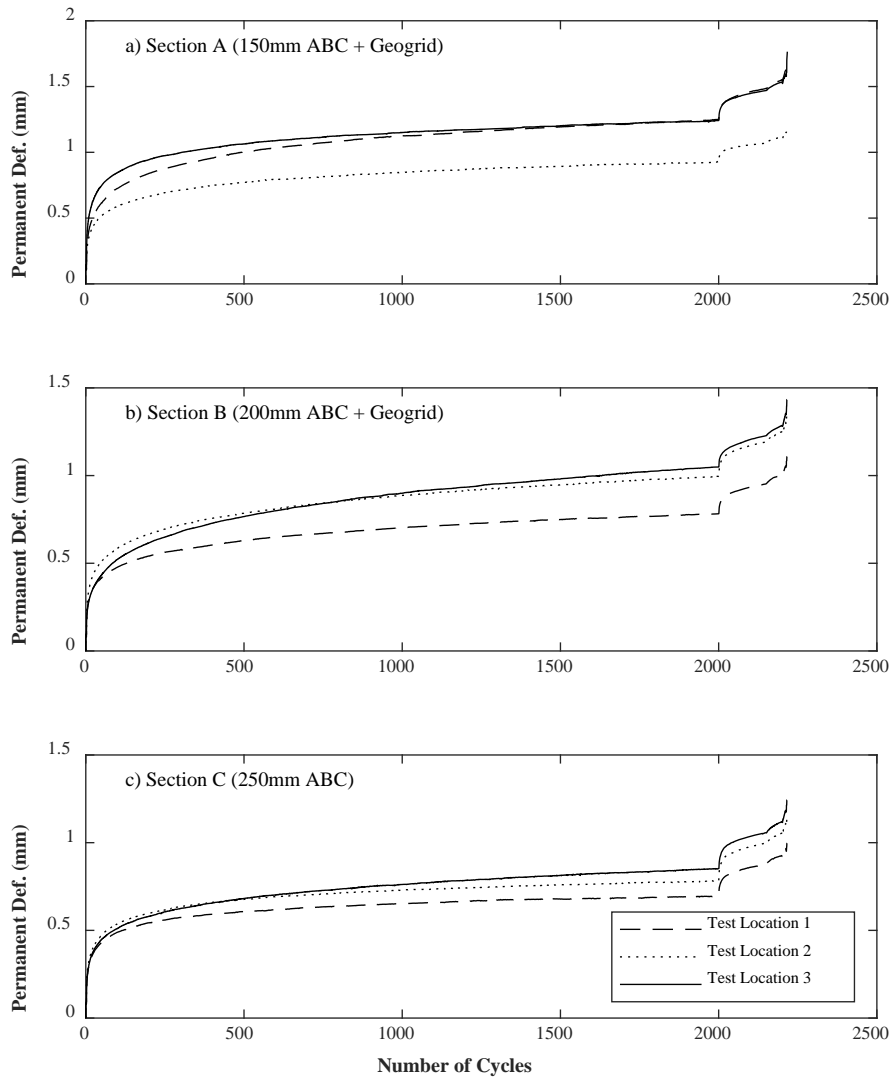 2
a) Section A (150mm ABC + Geogrid)
1.5
1
0.5
0
Permanent Def. (mm)
0 500 1000 1500 2000 2500
1.5
b) Section B (200mm ABC + Geogrid)
1
0.5
0
Permanent Def. (mm)
0 500 1000 1500 2000 2500
1.5
c) Section C (250mm ABC)
1
0.5
0
Permanent Def. (mm)
Test Location 1
Test Location 2
Test Location 3
0 500 1000 1500 2000 2500
Number of Cycles